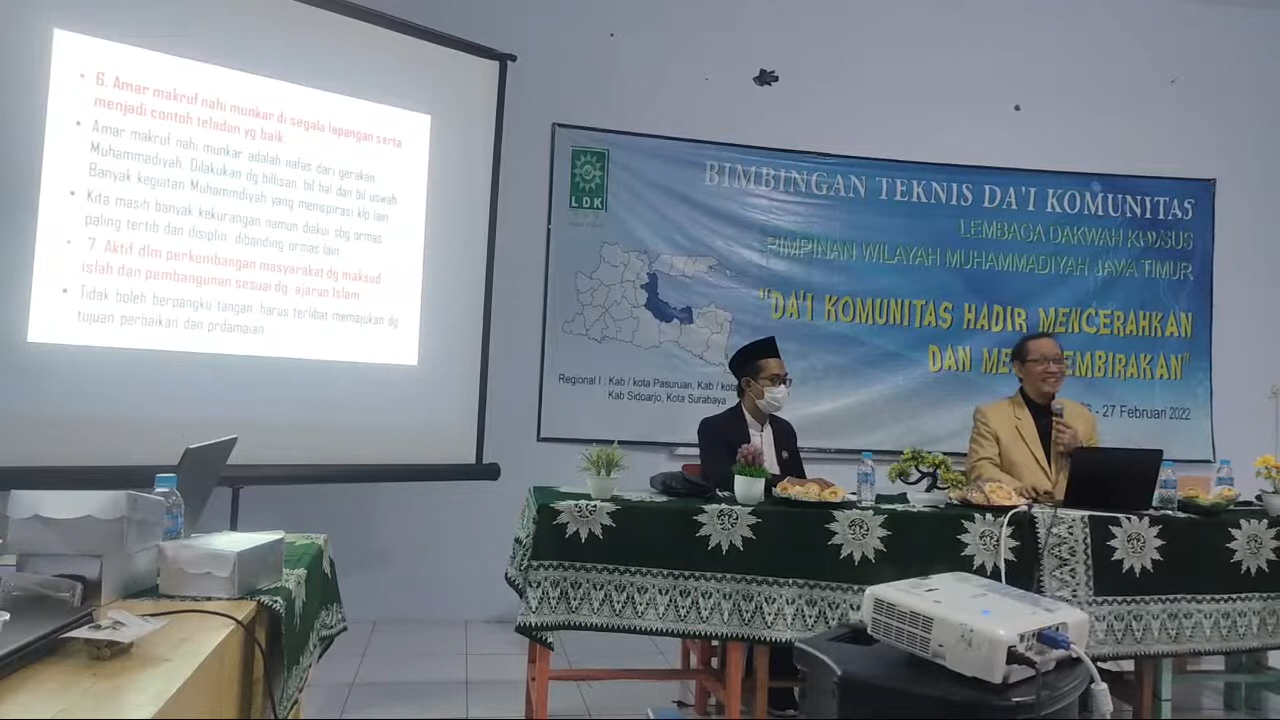 6. Amar makruf nahi munkar di segala lapangan serta
menjadi contoh teladan yg baik.
Amar makruf nahi munkar adalah nafas dari gerakan
Muhammadiyah. Dilakukan dg billisan, bil hal dan bil uswah
Banyak kegiatan Muhammdiyah yang menispirasi klp lain
Kita masih banyak kekurangan namun diakui sbg ormas
paling tertib dan disiplin dibanding ormas lain
7. Aktif dlm perkembangan masyarakat dg maksud
islah dan pembangunan sesuai dg ajaran Islam
Tidak boleh berpangku tangan harus terlibat memajukan dg
tujuan perbaikan dan prdamaian
LDK
BIMBINGAN TEKNIS DA'I KOMUNITAS
LEMBAGA DAKWAH KHUSUS
PIMPINAN WILAYAH MUHAMMADIYAH JAWA TIMUR
"DA'I KOMUNITAS HADIR MENCERAHKAN
DAN EMBIRAKAN"
Regional I : Kab / kota Pasuruan, Kab / kota
Kab Sidoarjo, Kota Surabaya
- 27 Februari 2022